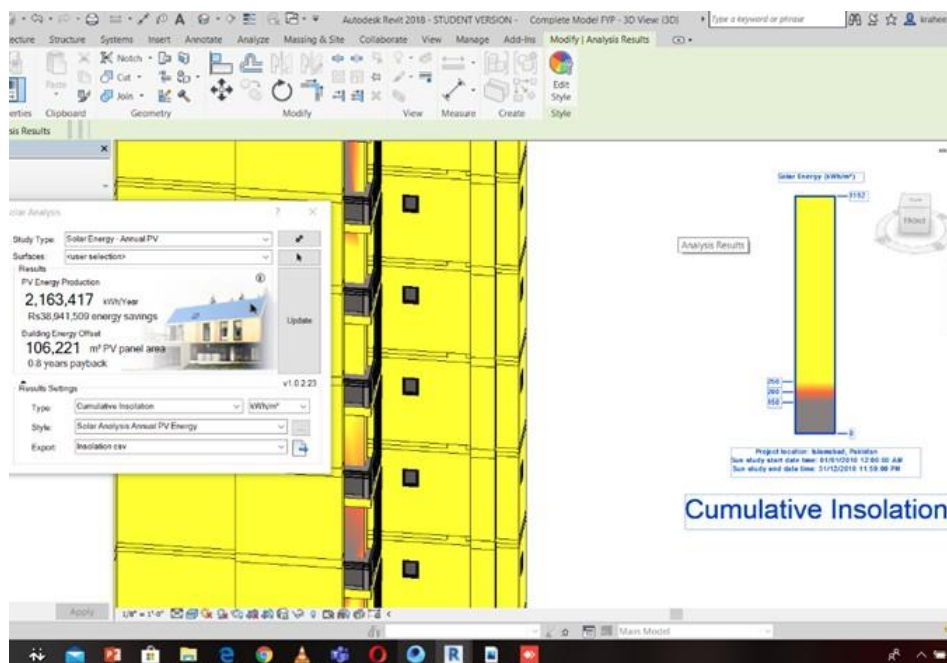 Autodesk Revit 2018 - STUDENT VERSION - Complete Model FYP - 3D View: {3D}
Type a keyword or phrase
Structure Systems Insert Annotate Analyze Massing & Site Collaborate View Manage Add-Ins Modify | Analysis Results
Notch
Paste
Cut
Join
Edit
Style
Clipboard Geometry Modify View Measure Create Style
Results
Solar Energy (kWh/m²)
1192
FRONT
Analysis Results
Analysis
? X
Study Type: Solar Energy - Annual PV
Surfaces: <user selection>
Results
PV Energy Production
2,163,417 kWh/Year
Rs38,941,509 energy savings
Building Energy Offset
106,221 m² PV panel area
0.8 years payback
Update
v1.0.2.23
Results Settings
Type: Cumulative Insolation kWh/m²
Style: Solar Analysis Annual PV Energy
Export: Insolation csv
250
200
150
0
Project location: Islamabad, Pakistan
Sun study start date time: 01/01/2010 12:00:00 AM
Sun study end date time: 31/12/2010 11:59:00 PM
Cumulative Insolation
Apply
1/8" = 1'-0"
Main Model